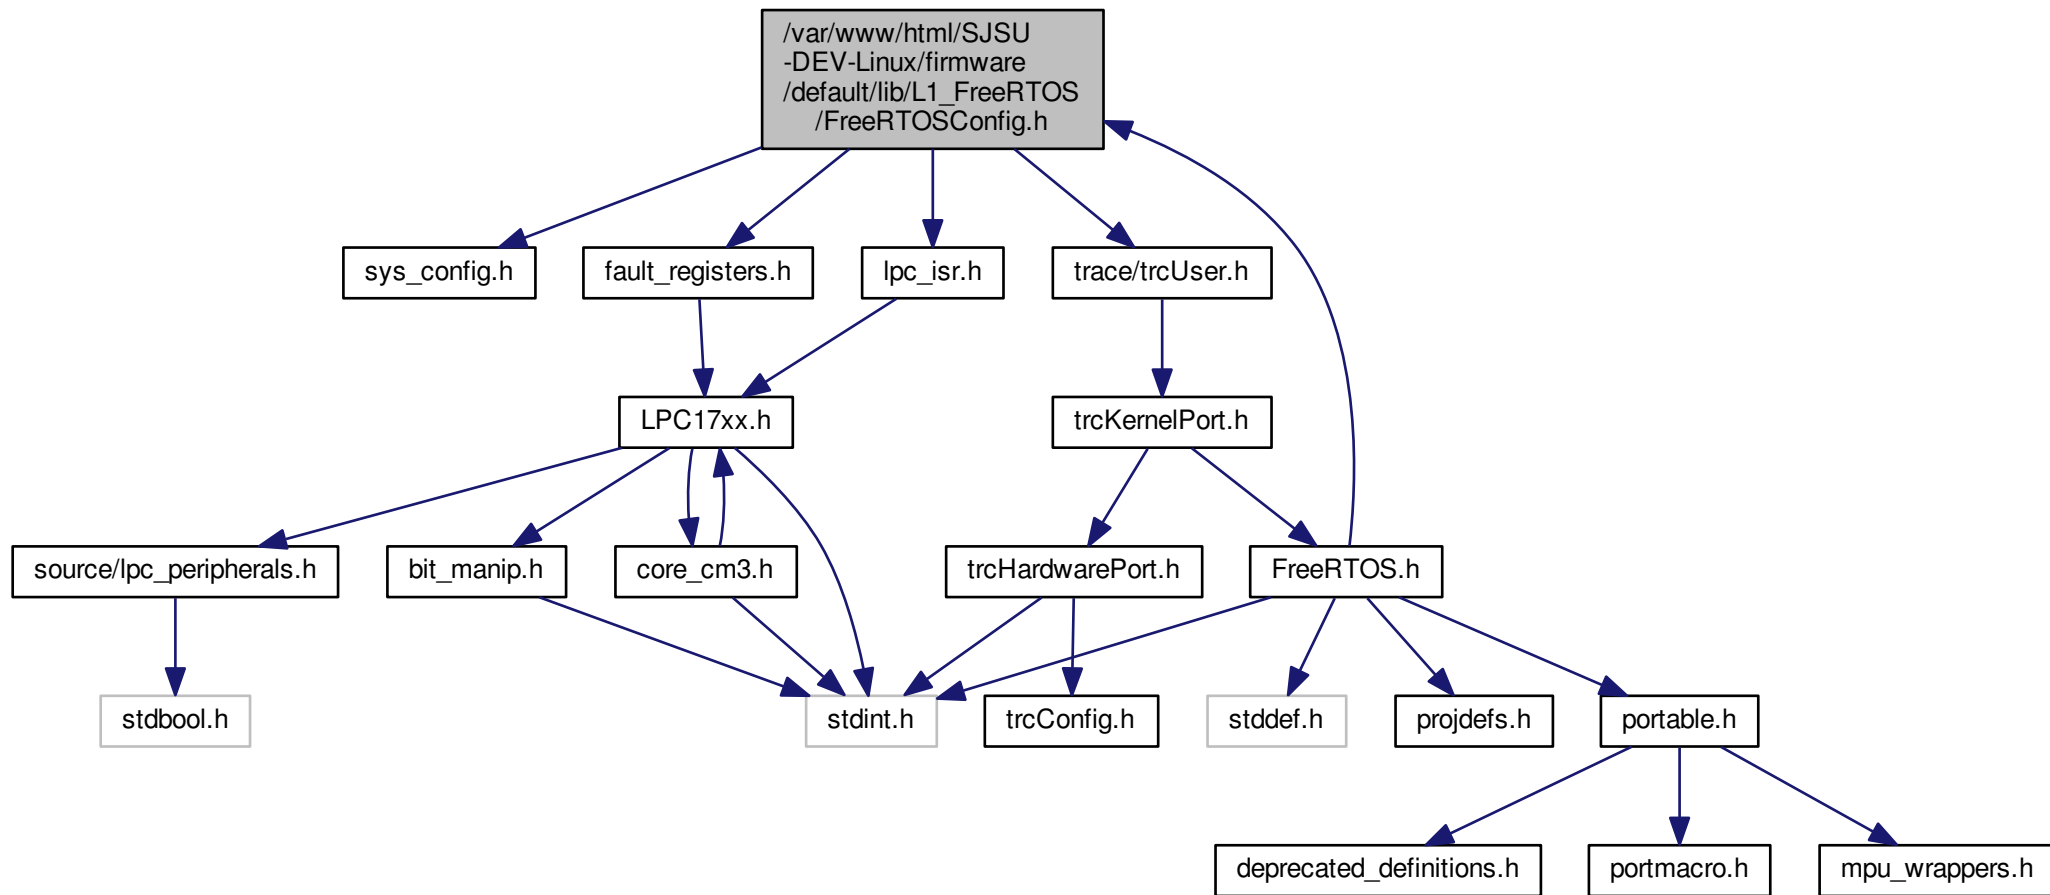 /var/www/html/SJSU
-DEV-Linux/firmware
/default/lib/L1_FreeRTOS
/FreeRTOSConfig.h
sys_config.h
fault_registers.h
lpc_isr.h
trace/trcUser.h
LPC17xx.h
trcKernelPort.h
source/lpc_peripherals.h
bit_manip.h
core_cm3.h
trcHardwarePort.h
FreeRTOS.h
stdbool.h
stdint.h
trcConfig.h
stddef.h
projdefs.h
portable.h
deprecated_definitions.h
portmacro.h
mpu_wrappers.h